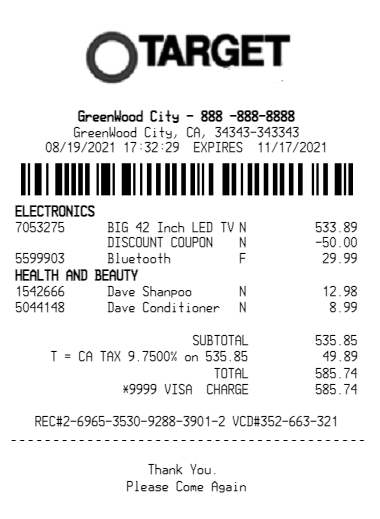 TARGET
GreenWood City - 888 -888-8888
GreenWood City, CA, 34343-343343
08/19/2021 17:32:29 EXPIRES 11/17/2021
ELECTRONICS
7053275 BIG 42 Inch LED TV N 533.89
DISCOUNT COUPON N -50.00
5599903 Bluetooth F 29.99
HEALTH AND BEAUTY
1542666 Dave Shanpoo N 12.98
5044148 Dave Conditioner N 8.99
SUBTOTAL 535.85
T = CA TAX 9.7500% on 535.85 49.89
TOTAL 585.74
*9999 VISA CHARGE 585.74
REC#2-6965-3530-9288-3901-2 VCD#352-663-321
Thank You.
Please Come Again